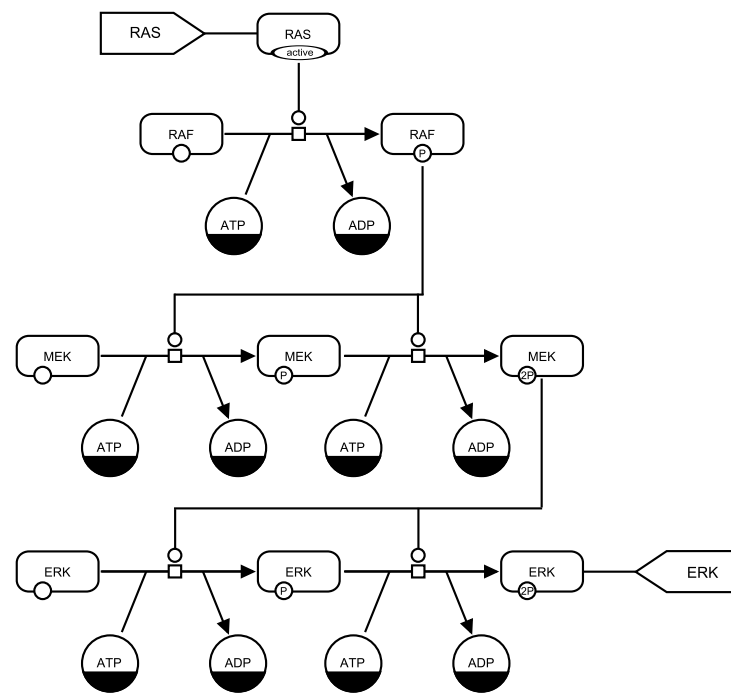 RAS
RAS
active
RAF
RAF
P
ATP
ADP
MEK
MEK
P
MEK
2P
ATP
ADP
ATP
ADP
ERK
ERK
P
ERK
2P
ERK
ATP
ADP
ATP
ADP